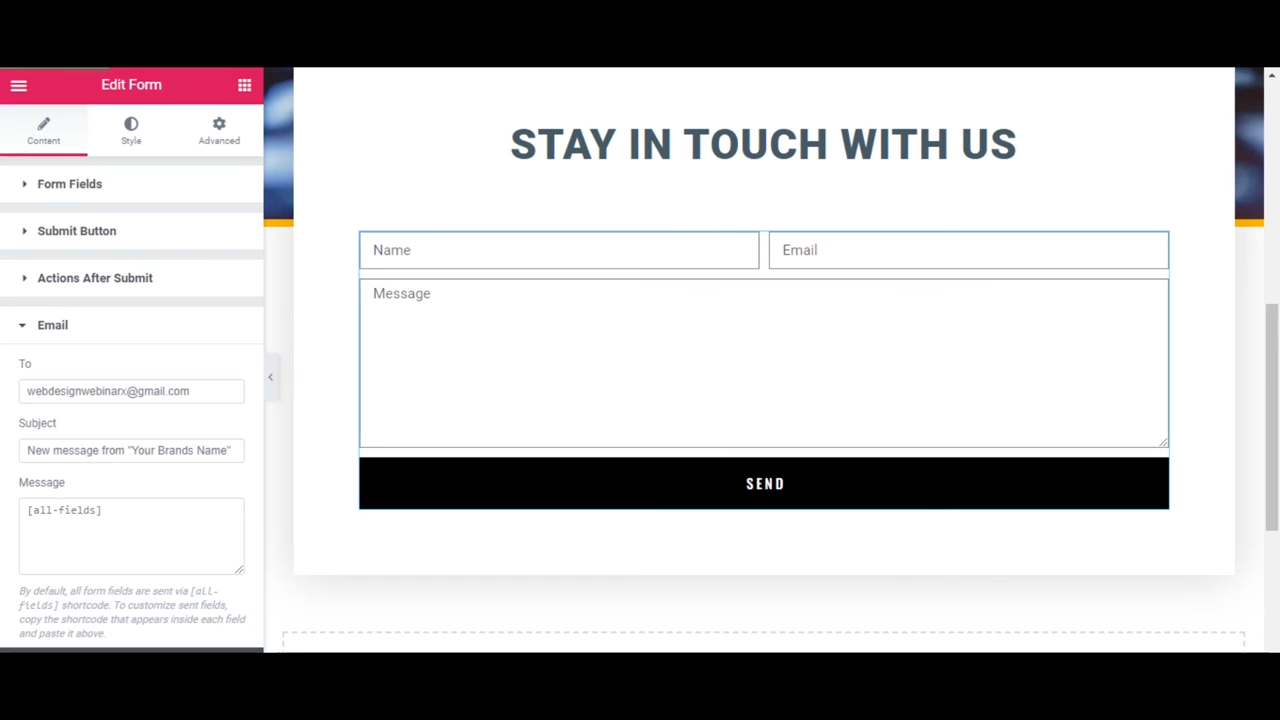 Edit Form
Content
Style
Advanced
Form Fields
Submit Button
Actions After Submit
Email
To
webdesignwebinarx@gmail.com
Subject
New message from "Your Brands Name"
Message
[all-fields]
By default, all form fields are sent via [all-
fields] shortcode. To customize sent fields,
copy the shortcode that appears inside each field
and paste it above.
STAY IN TOUCH WITH US
Name
Email
Message
SEND